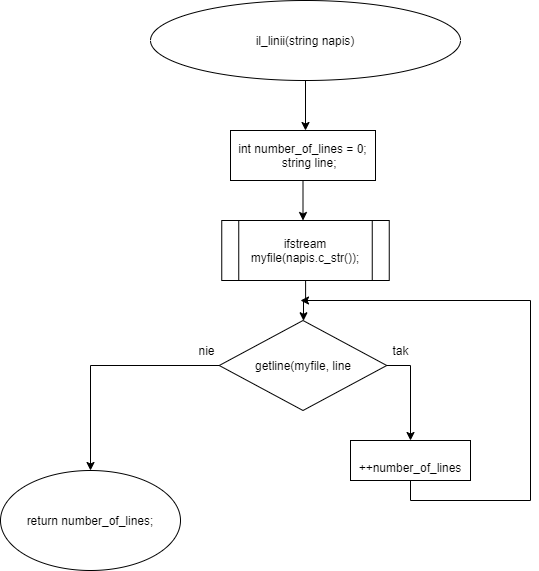 il_linii(string napis)
int number_of_lines = 0;
string line;
ifstream
myfile(napis.c_str());
nie
getline(myfile, line
tak
++number_of_lines
return number_of_lines;